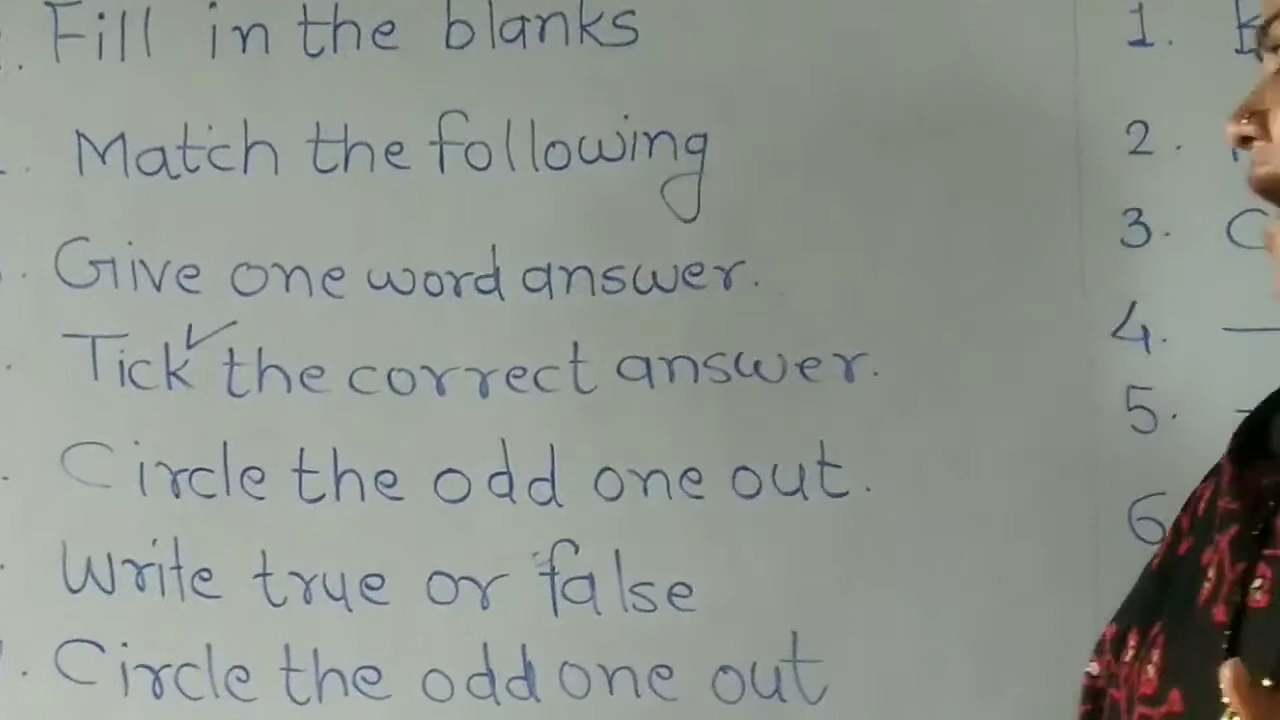 Fill in the blanks
Match the following
Give one word answer.
Tick ✓ the correct answer.
Circle the odd one out.
Write true or false
Circle the odd one out
1.
2.
3. C
4. —
5. -
6